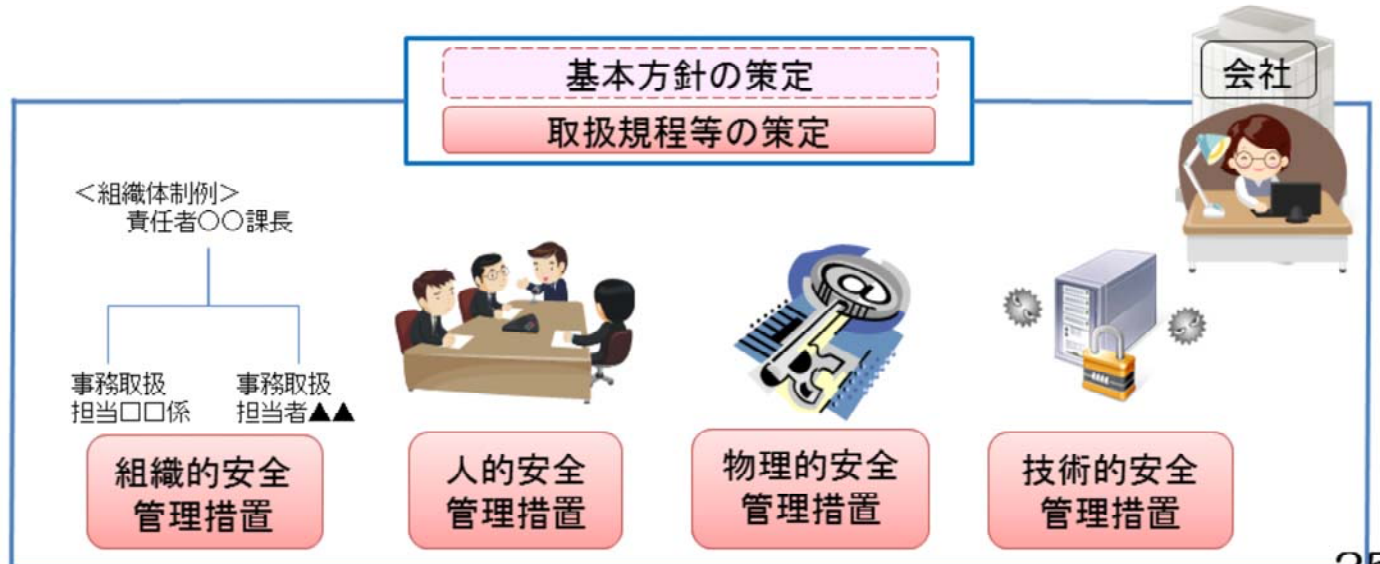 基本方針の策定
取扱規程等の策定
会社
＜組織体制例＞
責任者〇〇課長
事務取扱
担当□□係
事務取扱
担当者▲▲
組織的安全
管理措置
人的安全
管理措置
物理的安全
管理措置
技術的安全
管理措置
@